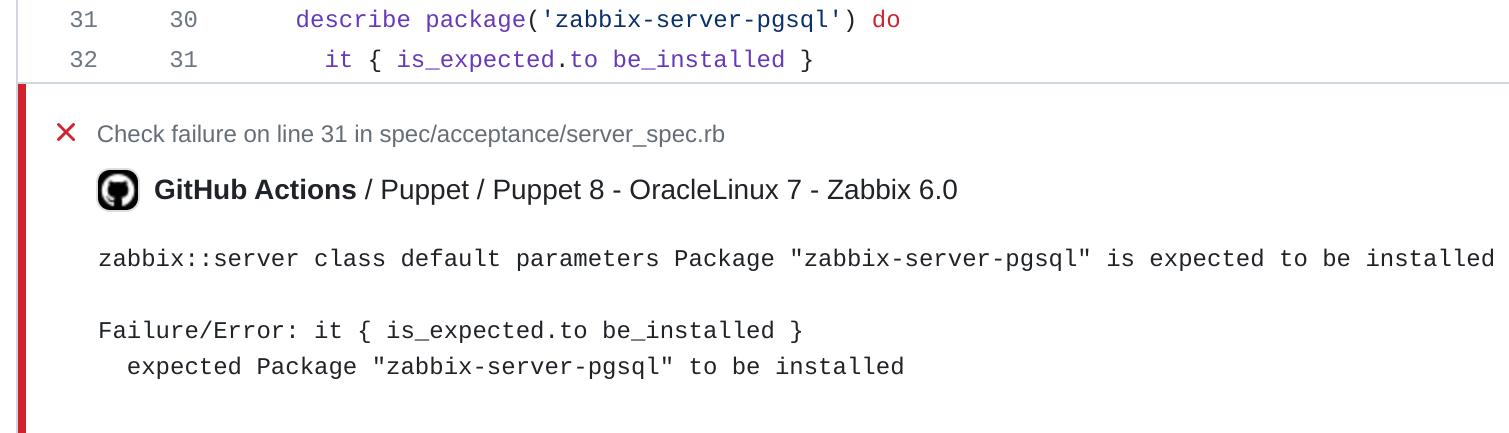 31 30 describe package('zabbix-server-pgsql') do
32 31 it { is_expected.to be_installed }
Check failure on line 31 in spec/acceptance/server_spec.rb
GitHub Actions / Puppet / Puppet 8 - OracleLinux 7 - Zabbix 6.0
zabbix::server class default parameters Package "zabbix-server-pgsql" is expected to be installed
Failure/Error: it { is_expected.to be_installed }
expected Package "zabbix-server-pgsql" to be installed